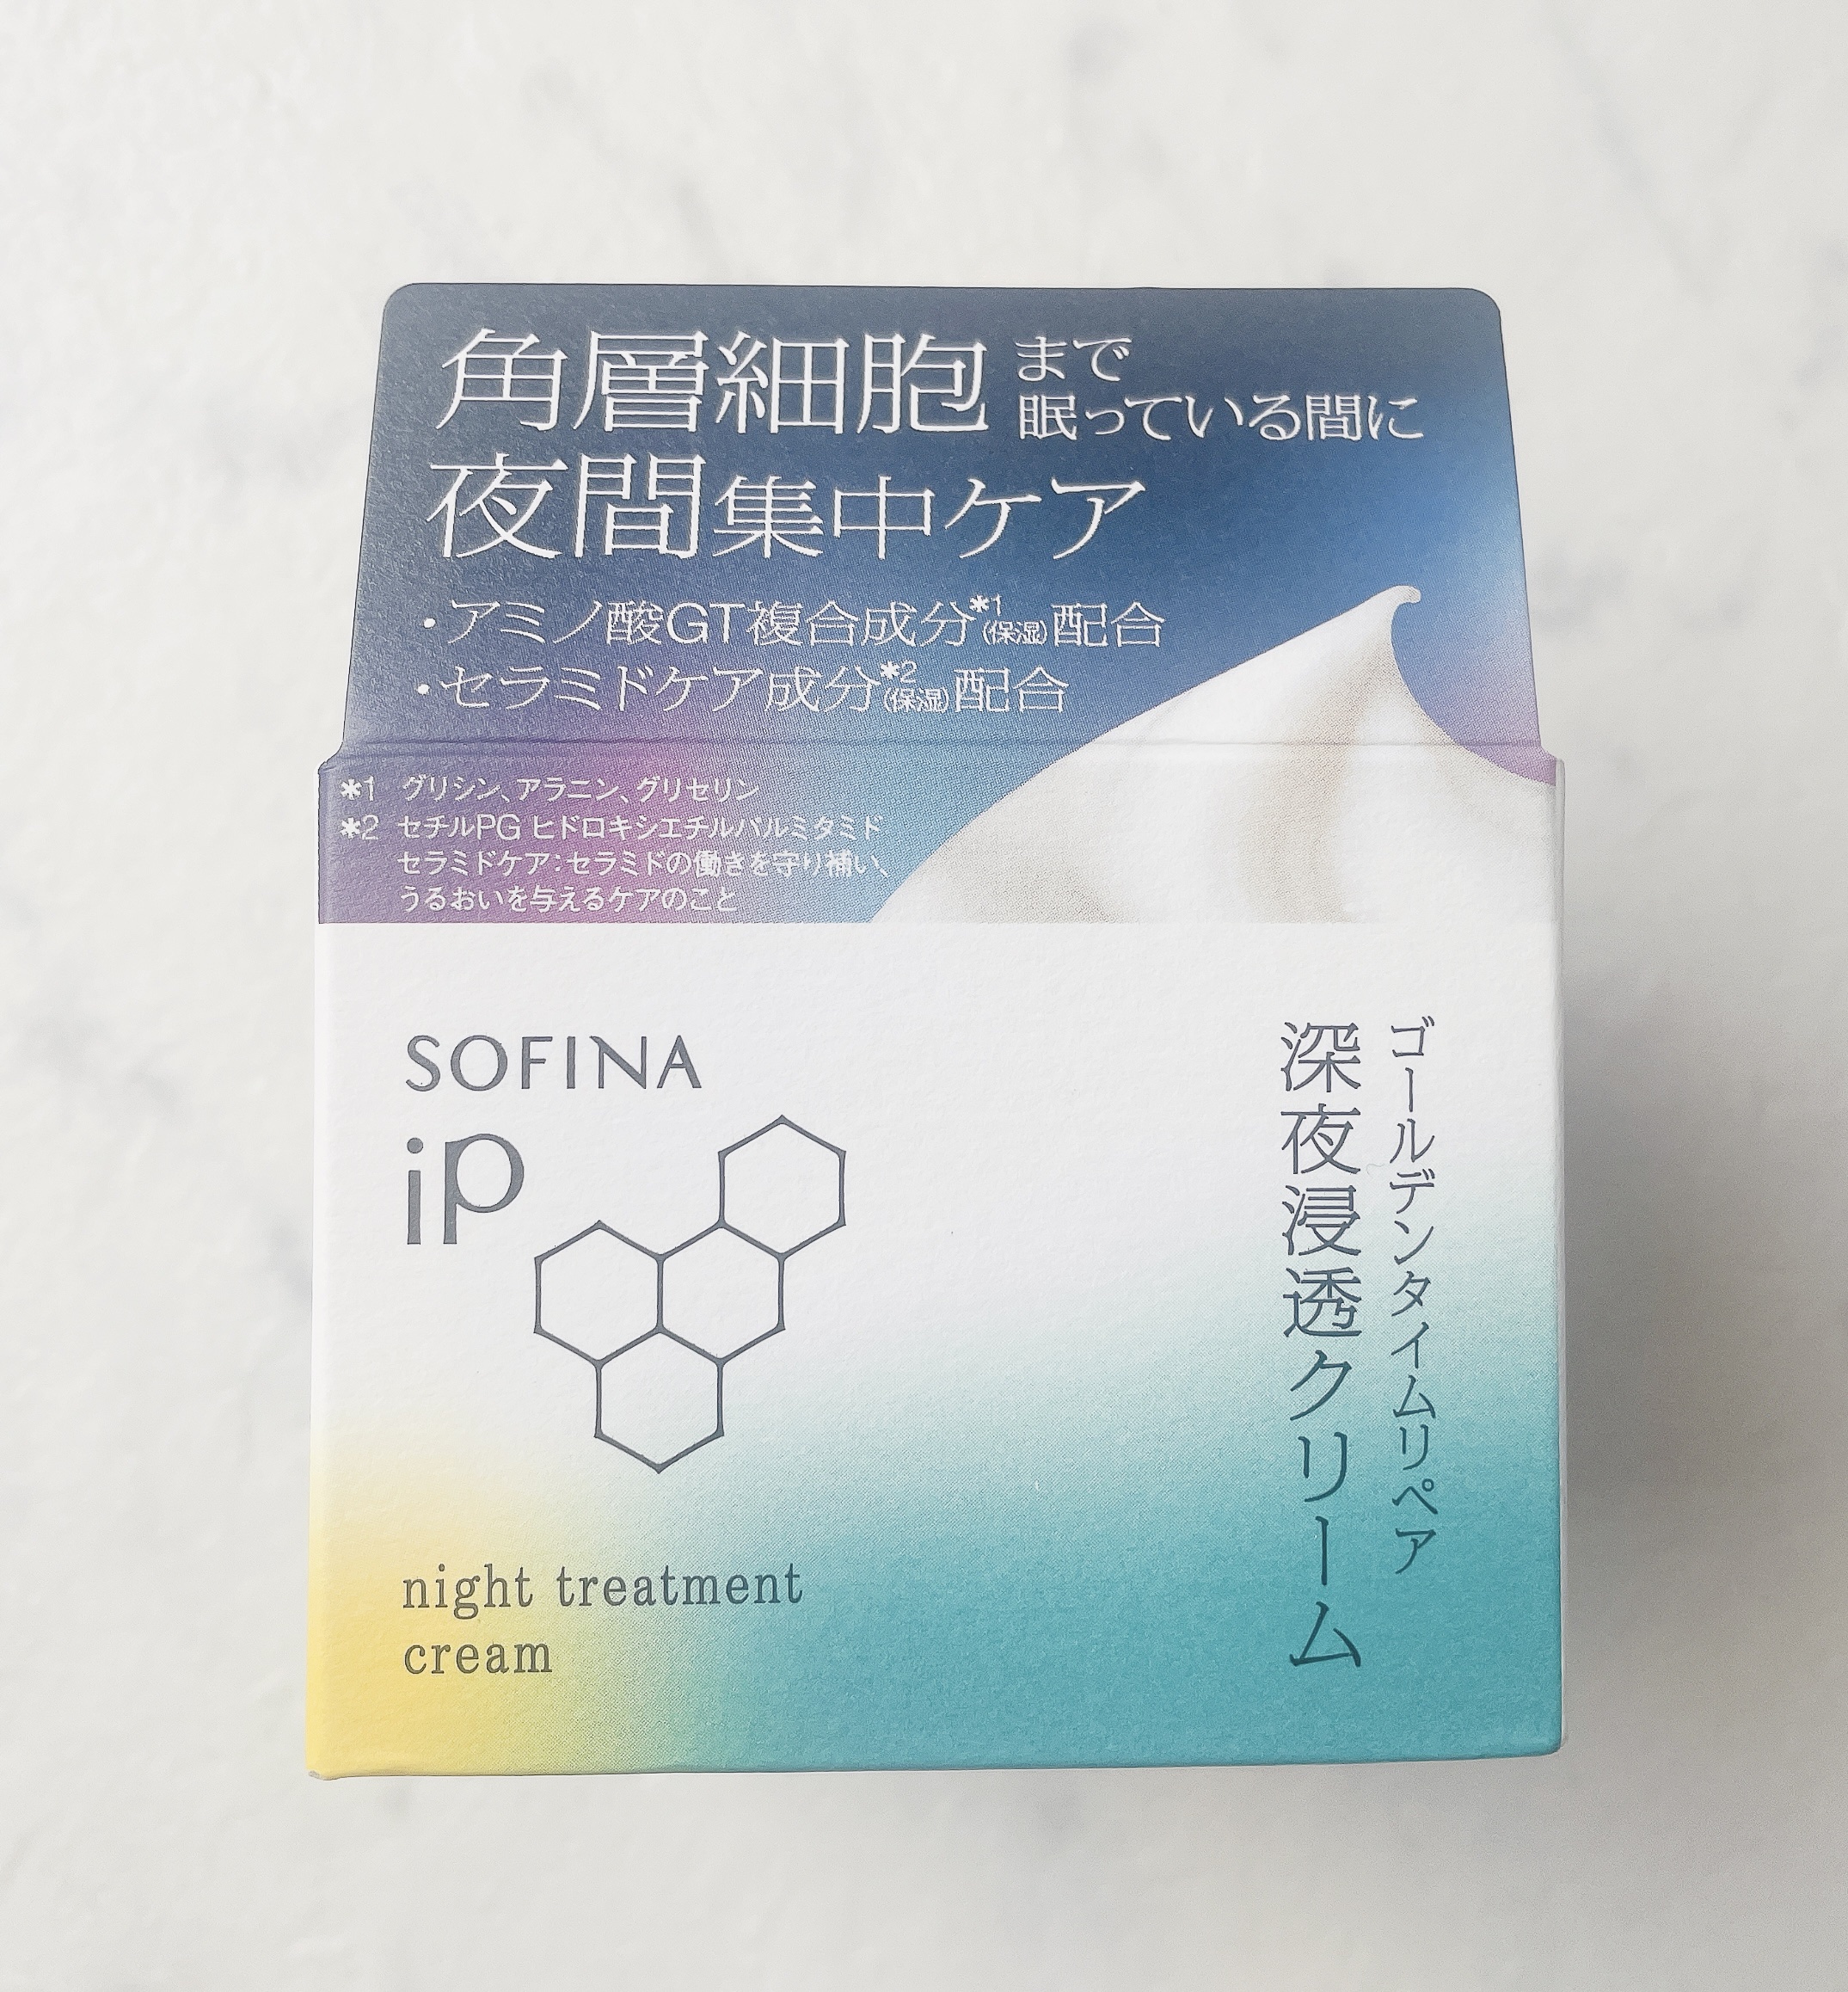 角層細胞まで
眠っている間に
夜間集中ケア
・アミノ酸GT複合成分*1(保湿)配合
・セラミドケア成分*2(保湿)配合
*1 グリシン、アラニン、グリセリン
*2 セチルPG ヒドロキシエチルパルミタミド
セラミドケア:セラミドの働きを守り補い、
うるおいを与えるケアのこと
SOFINA
iP
ゴールデンタイムリペア
深夜浸透クリーム
night treatment
cream